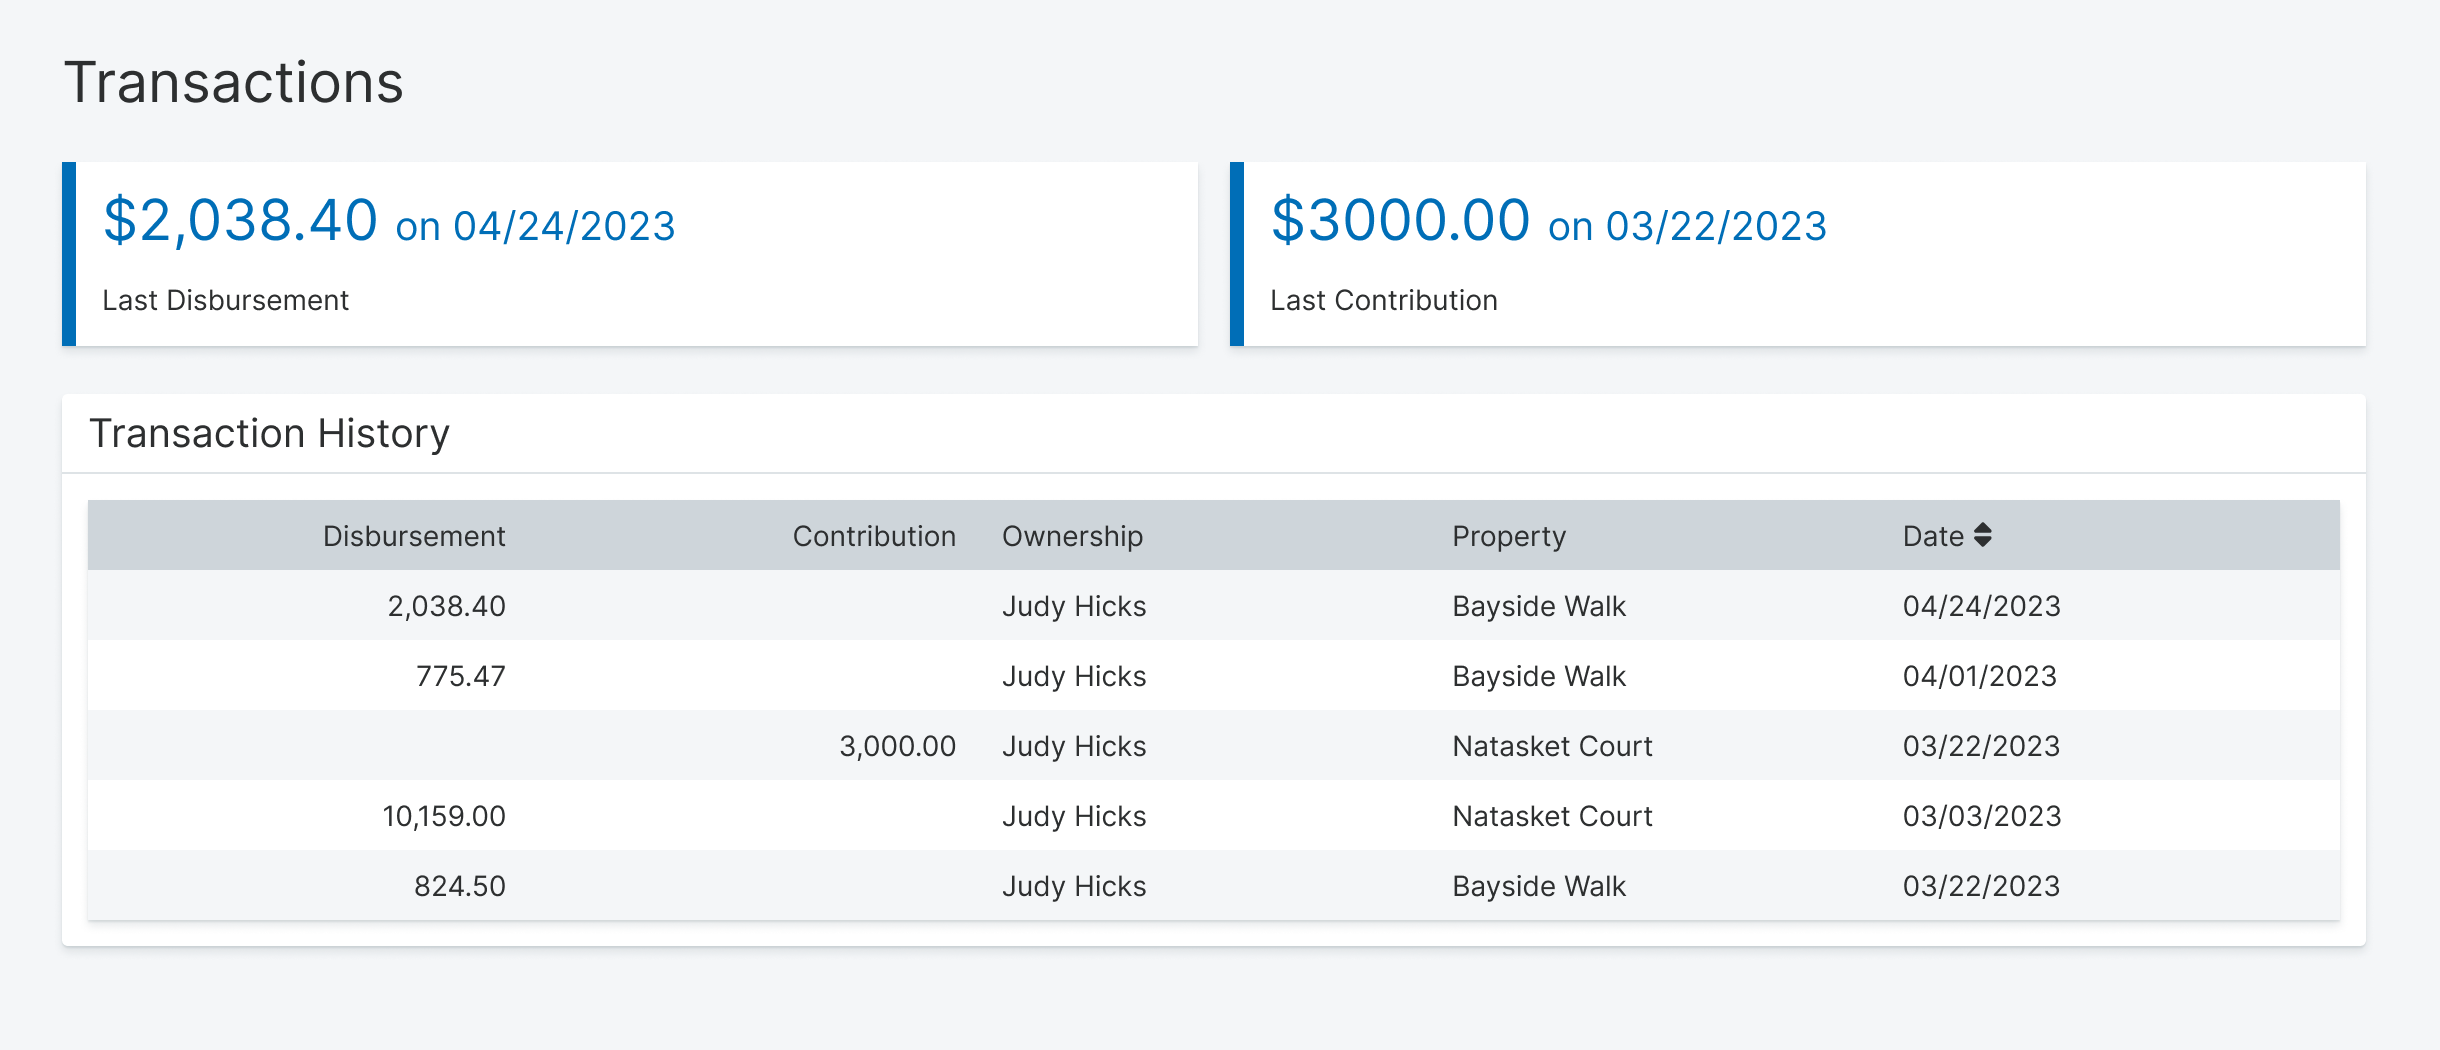 Transactions
$2,038.40 on 04/24/2023
Last Disbursement
$3000.00 on 03/22/2023
Last Contribution
Transaction History
Disbursement Contribution Ownership Property Date
2,038.40 Judy Hicks Bayside Walk 04/24/2023
775.47 Judy Hicks Bayside Walk 04/01/2023
3,000.00 Judy Hicks Natasket Court 03/22/2023
10,159.00 Judy Hicks Natasket Court 03/03/2023
824.50 Judy Hicks Bayside Walk 03/22/2023